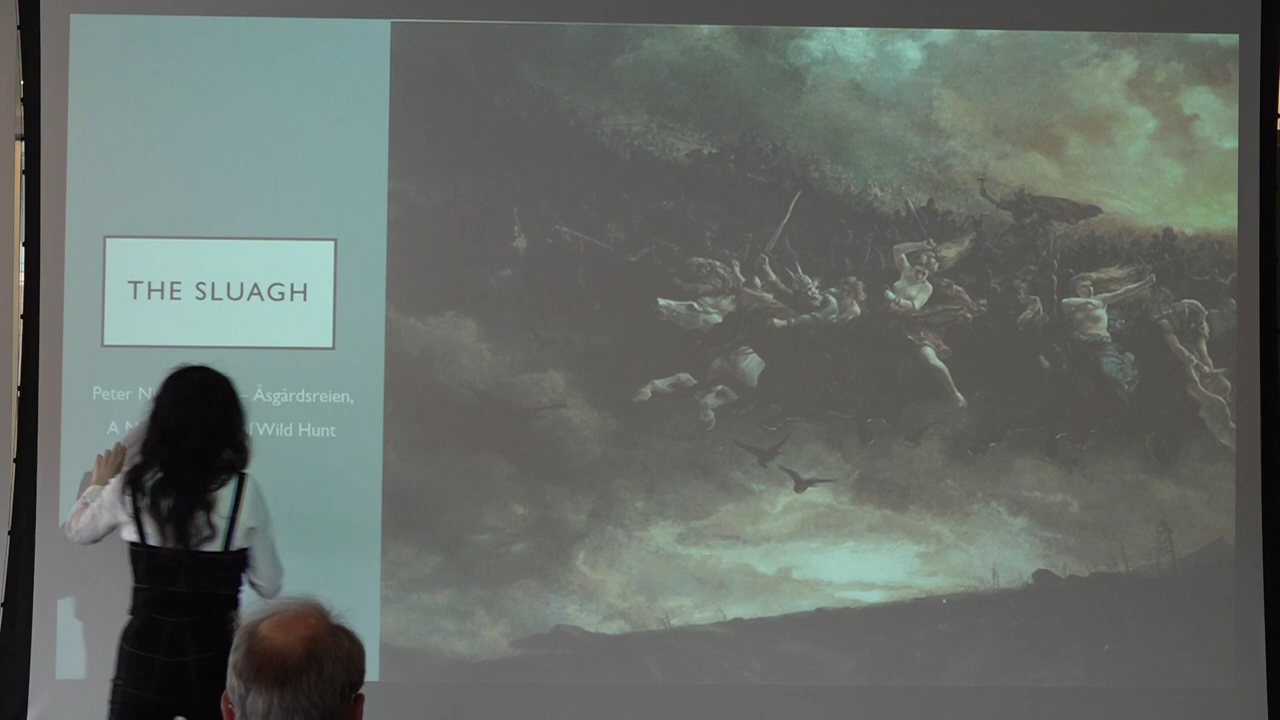 THE SLUAGH
Peter – Åsgårdsreien,
A Wild Hunt